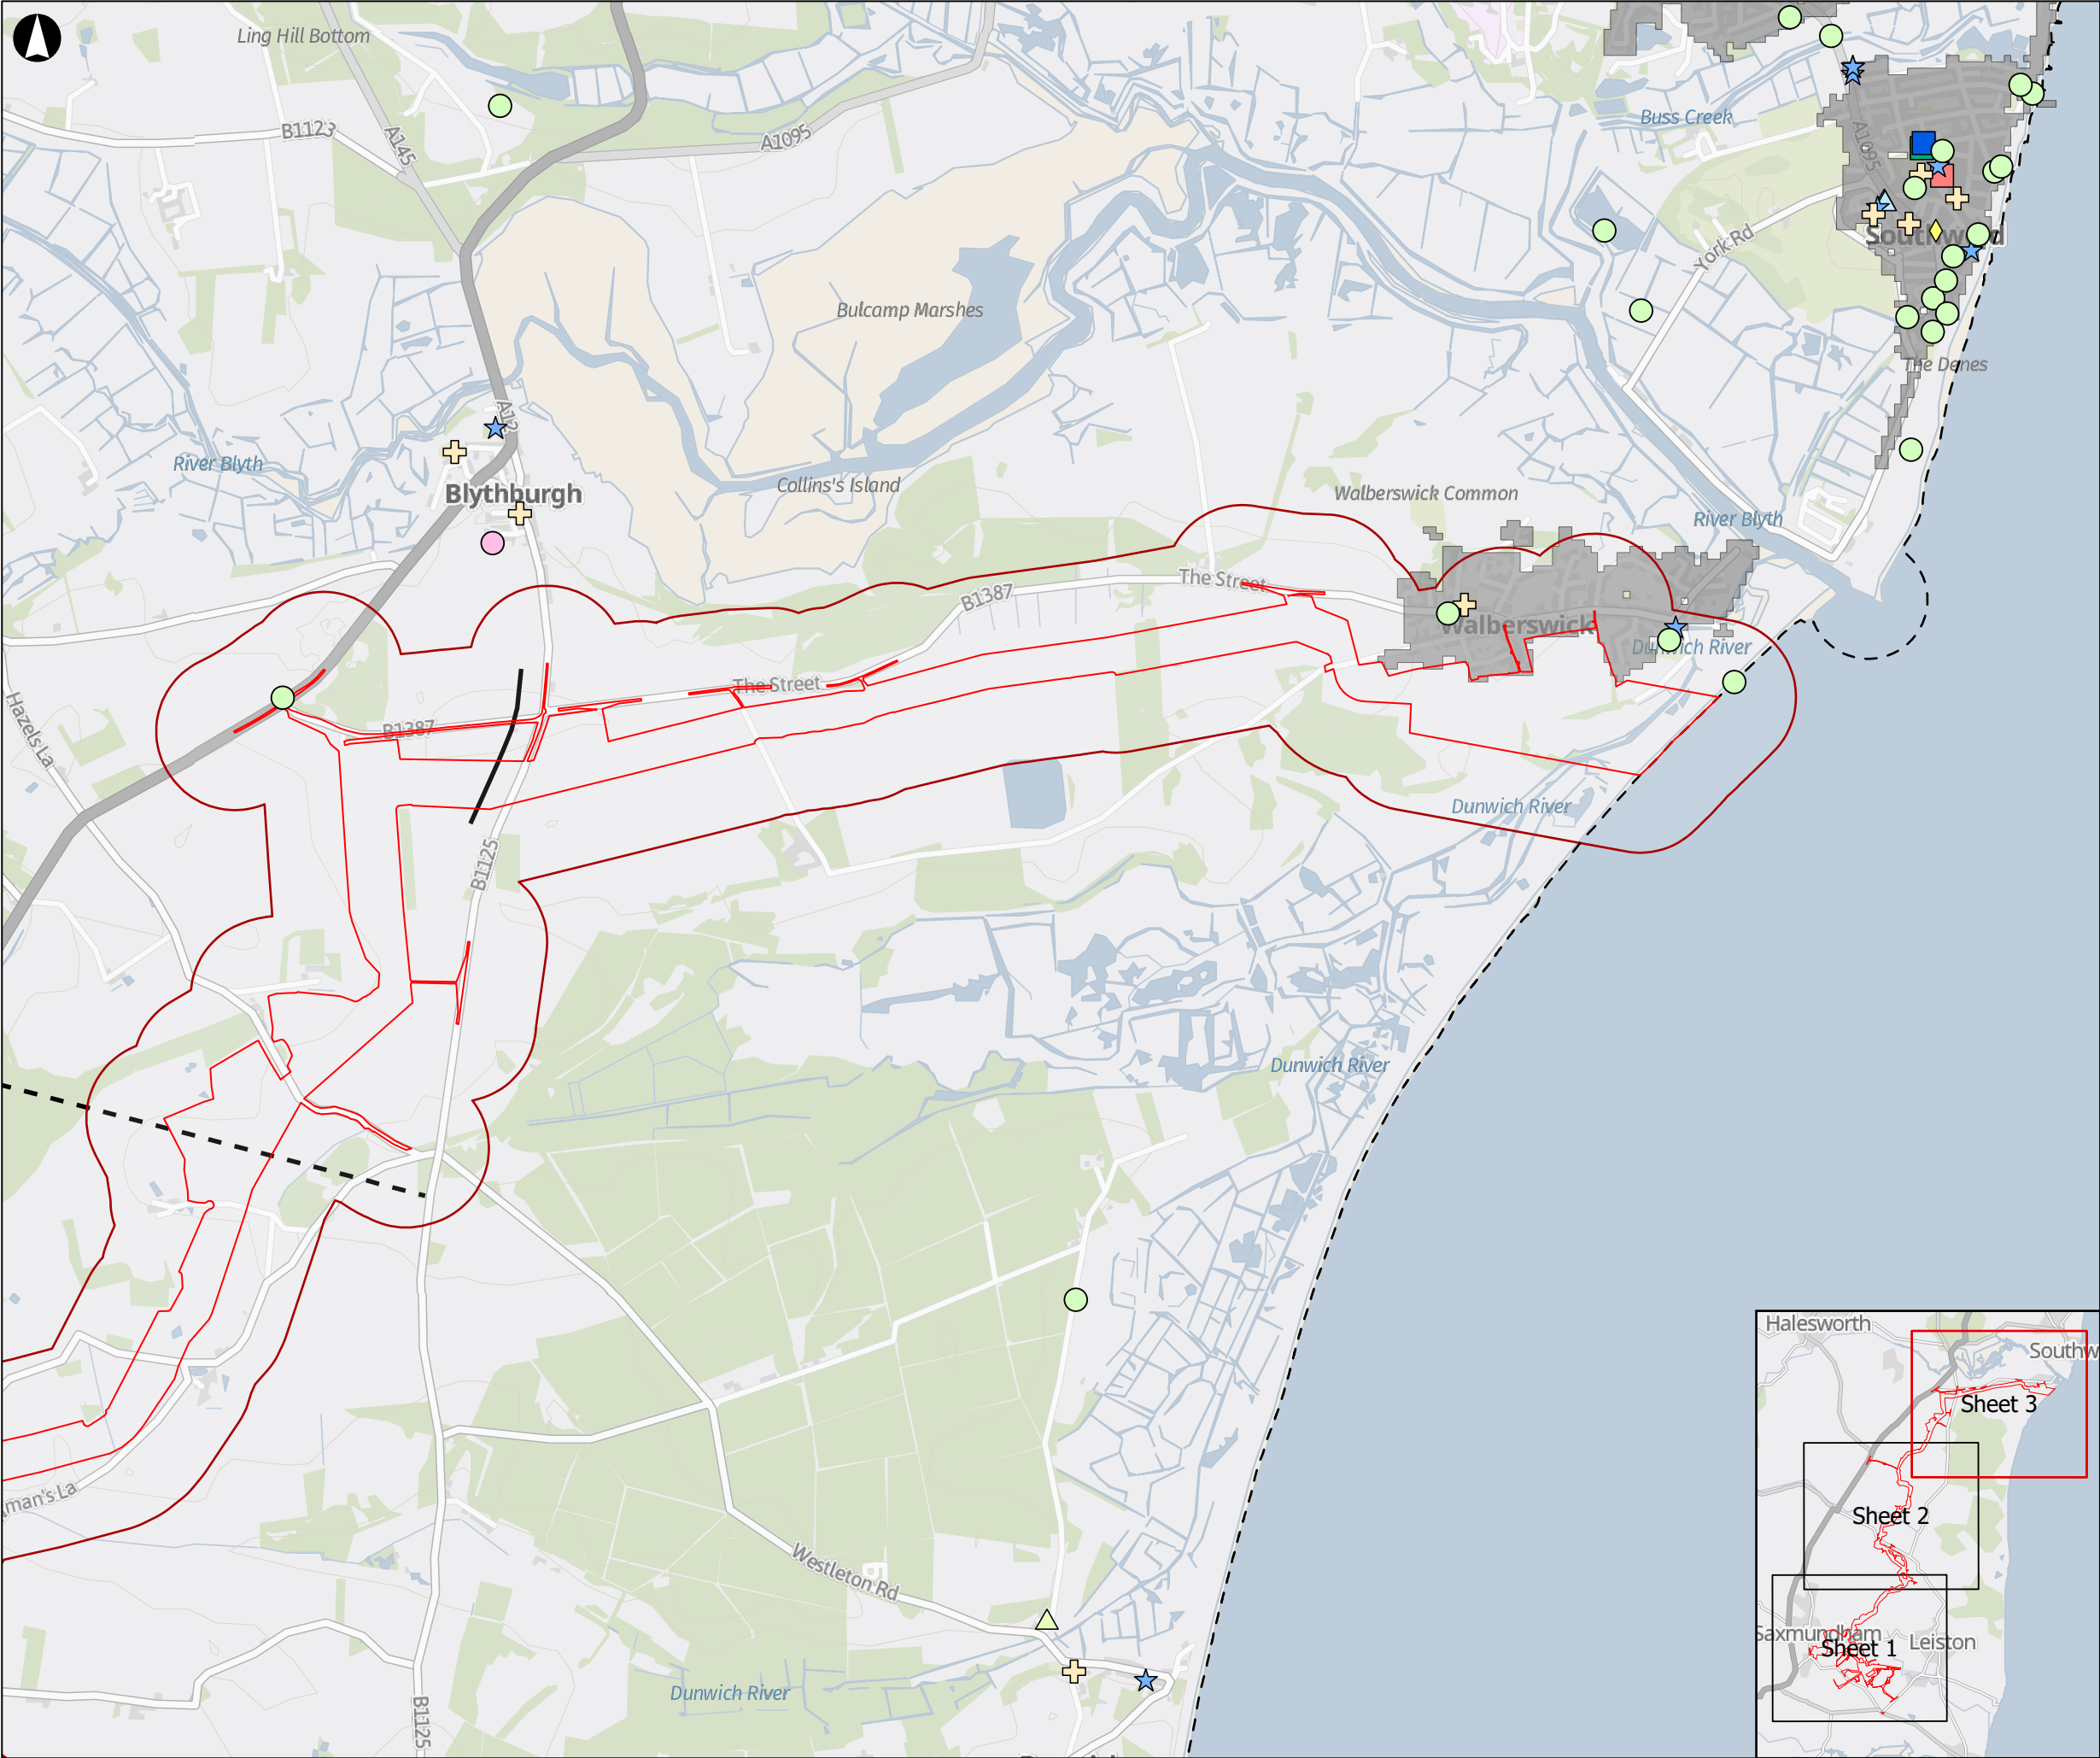 Ling Hill Bottom
B1123
A145
A1095
Buss Creek
A1095
York Rd
Southwold
Bulcamp Marshes
The Denes
A12
River Blyth
Blythburgh
Collins's Island
Walberswick Common
River Blyth
The Street
B1387
Walberswick
Dunwich River
The Street
B1387
Hazels La
Dunwich River
B1125
Dunwich River
man's La
Westleton Rd
Dunwich River
B1125
Halesworth
Southw
Sheet 3
Sheet 2
Saxmundham
Leiston
Sheet 1